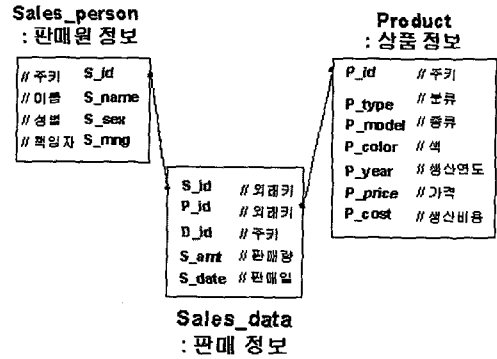 Sales_person
: 판매원 정보
// 주키 S_id
// 이름 S_name
// 성별 S_sex
// 책임자 S_mng
Product
: 상품 정보
P_id // 주키
P_type // 분류
P_model // 종류
P_color // 색
P_year // 생산연도
P_price // 가격
P_cost // 생산비용
S_id // 외래키
P_id // 외래키
D_id // 주키
S_amt // 판매량
S_date // 판매일
Sales_data
: 판매 정보